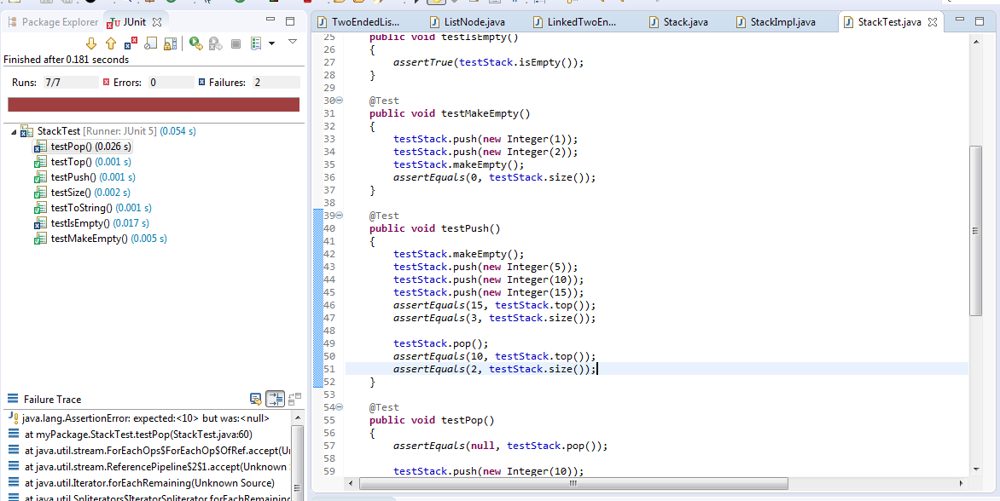 Package Explorer
JUnit
Finished after 0.181 seconds
Runs: 7/7 Errors: 0 Failures: 2
StackTest [Runner: JUnit 5] (0.054 s)
testPop() (0.026 s)
testTop() (0.001 s)
testPush() (0.001 s)
testSize() (0.002 s)
testToString() (0.001 s)
testIsEmpty() (0.017 s)
testMakeEmpty() (0.005 s)
Failure Trace
java.lang.AssertionError: expected:<10> but was:<null>
at myPackage.StackTest.testPop(StackTest.java:60)
at java.util.stream.ForEachOps$ForEachOp$OfRef.accept(Un
at java.util.stream.ReferencePipeline$2$1.accept(Unknown
at java.util.Iterator.forEachRemaining(Unknown Source)
at java.util.Spliterators$IteratorSpliterator.forEachRemaining
TwoEndedLis...
ListNode.java
LinkedTwoEn...
Stack.java
StackImpl.java
StackTest.java
25 public void testIsEmpty()
26 {
27 assertTrue(testStack.isEmpty());
28 }
29
30 @Test
31 public void testMakeEmpty()
32 {
33 testStack.push(new Integer(1));
34 testStack.push(new Integer(2));
35 testStack.makeEmpty();
36 assertEquals(0, testStack.size());
37 }
38
39 @Test
40 public void testPush()
41 {
42 testStack.makeEmpty();
43 testStack.push(new Integer(5));
44 testStack.push(new Integer(10));
45 testStack.push(new Integer(15));
46 assertEquals(15, testStack.top());
47 assertEquals(3, testStack.size());
48
49 testStack.pop();
50 assertEquals(10, testStack.top());
51 assertEquals(2, testStack.size());
52 }
53
54 @Test
55 public void testPop()
56 {
57 assertEquals(null, testStack.pop());
58
59 testStack.push(new Integer(10));